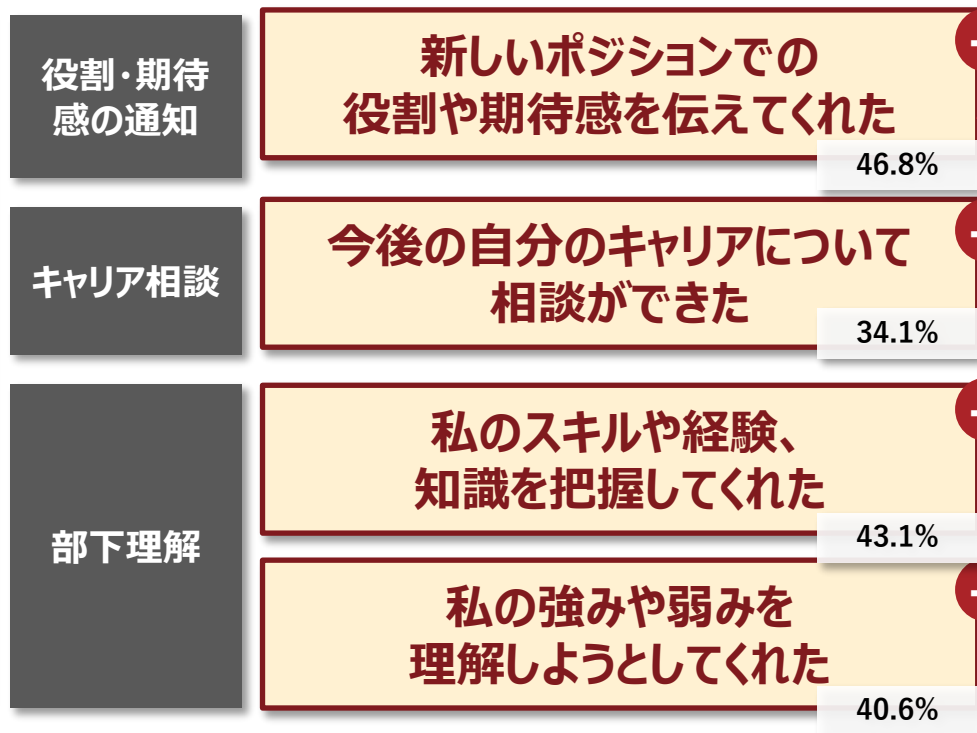 役割・期待
感の通知
新しいポジションでの
役割や期待感を伝えてくれた
46.8%
キャリア相談
今後の自分のキャリアについて
相談ができた
34.1%
部下理解
私のスキルや経験、
知識を把握してくれた
43.1%
私の強みや弱みを
理解しようとしてくれた
40.6%